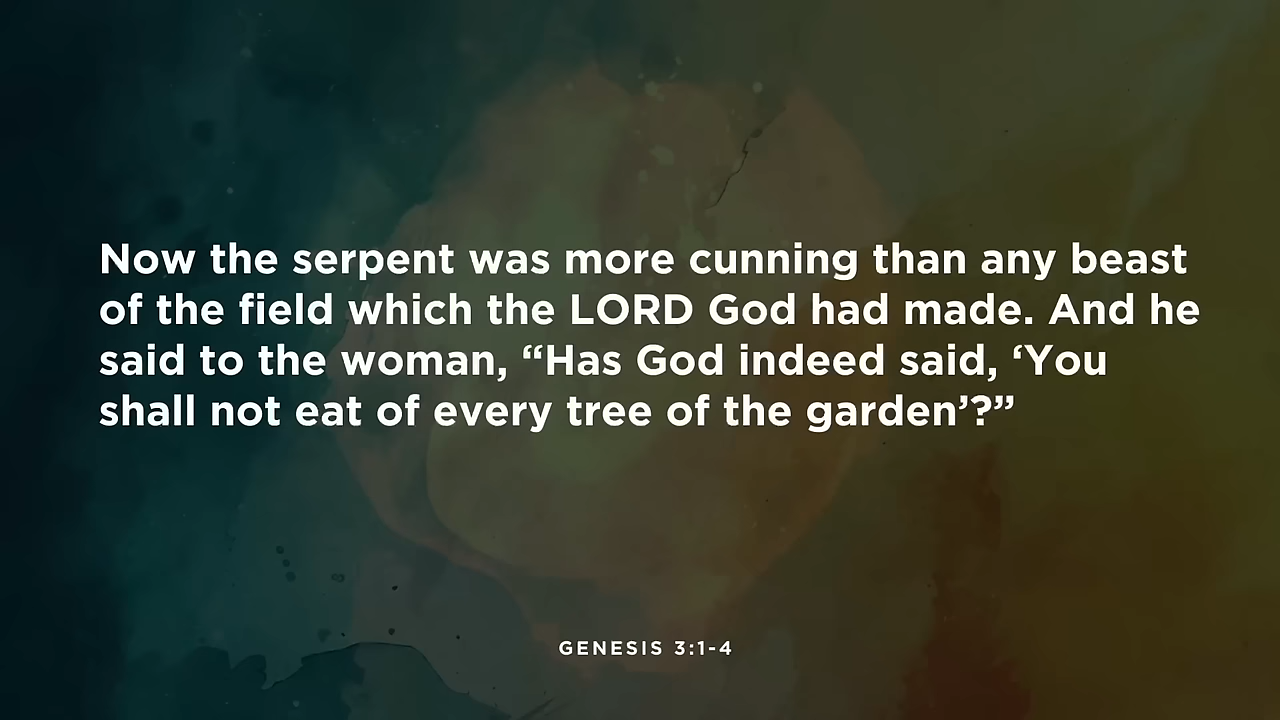 Now the serpent was more cunning than any beast
of the field which the LORD God had made. And he
said to the woman, “Has God indeed said, ‘You
shall not eat of every tree of the garden’?”
GENESIS 3:1-4